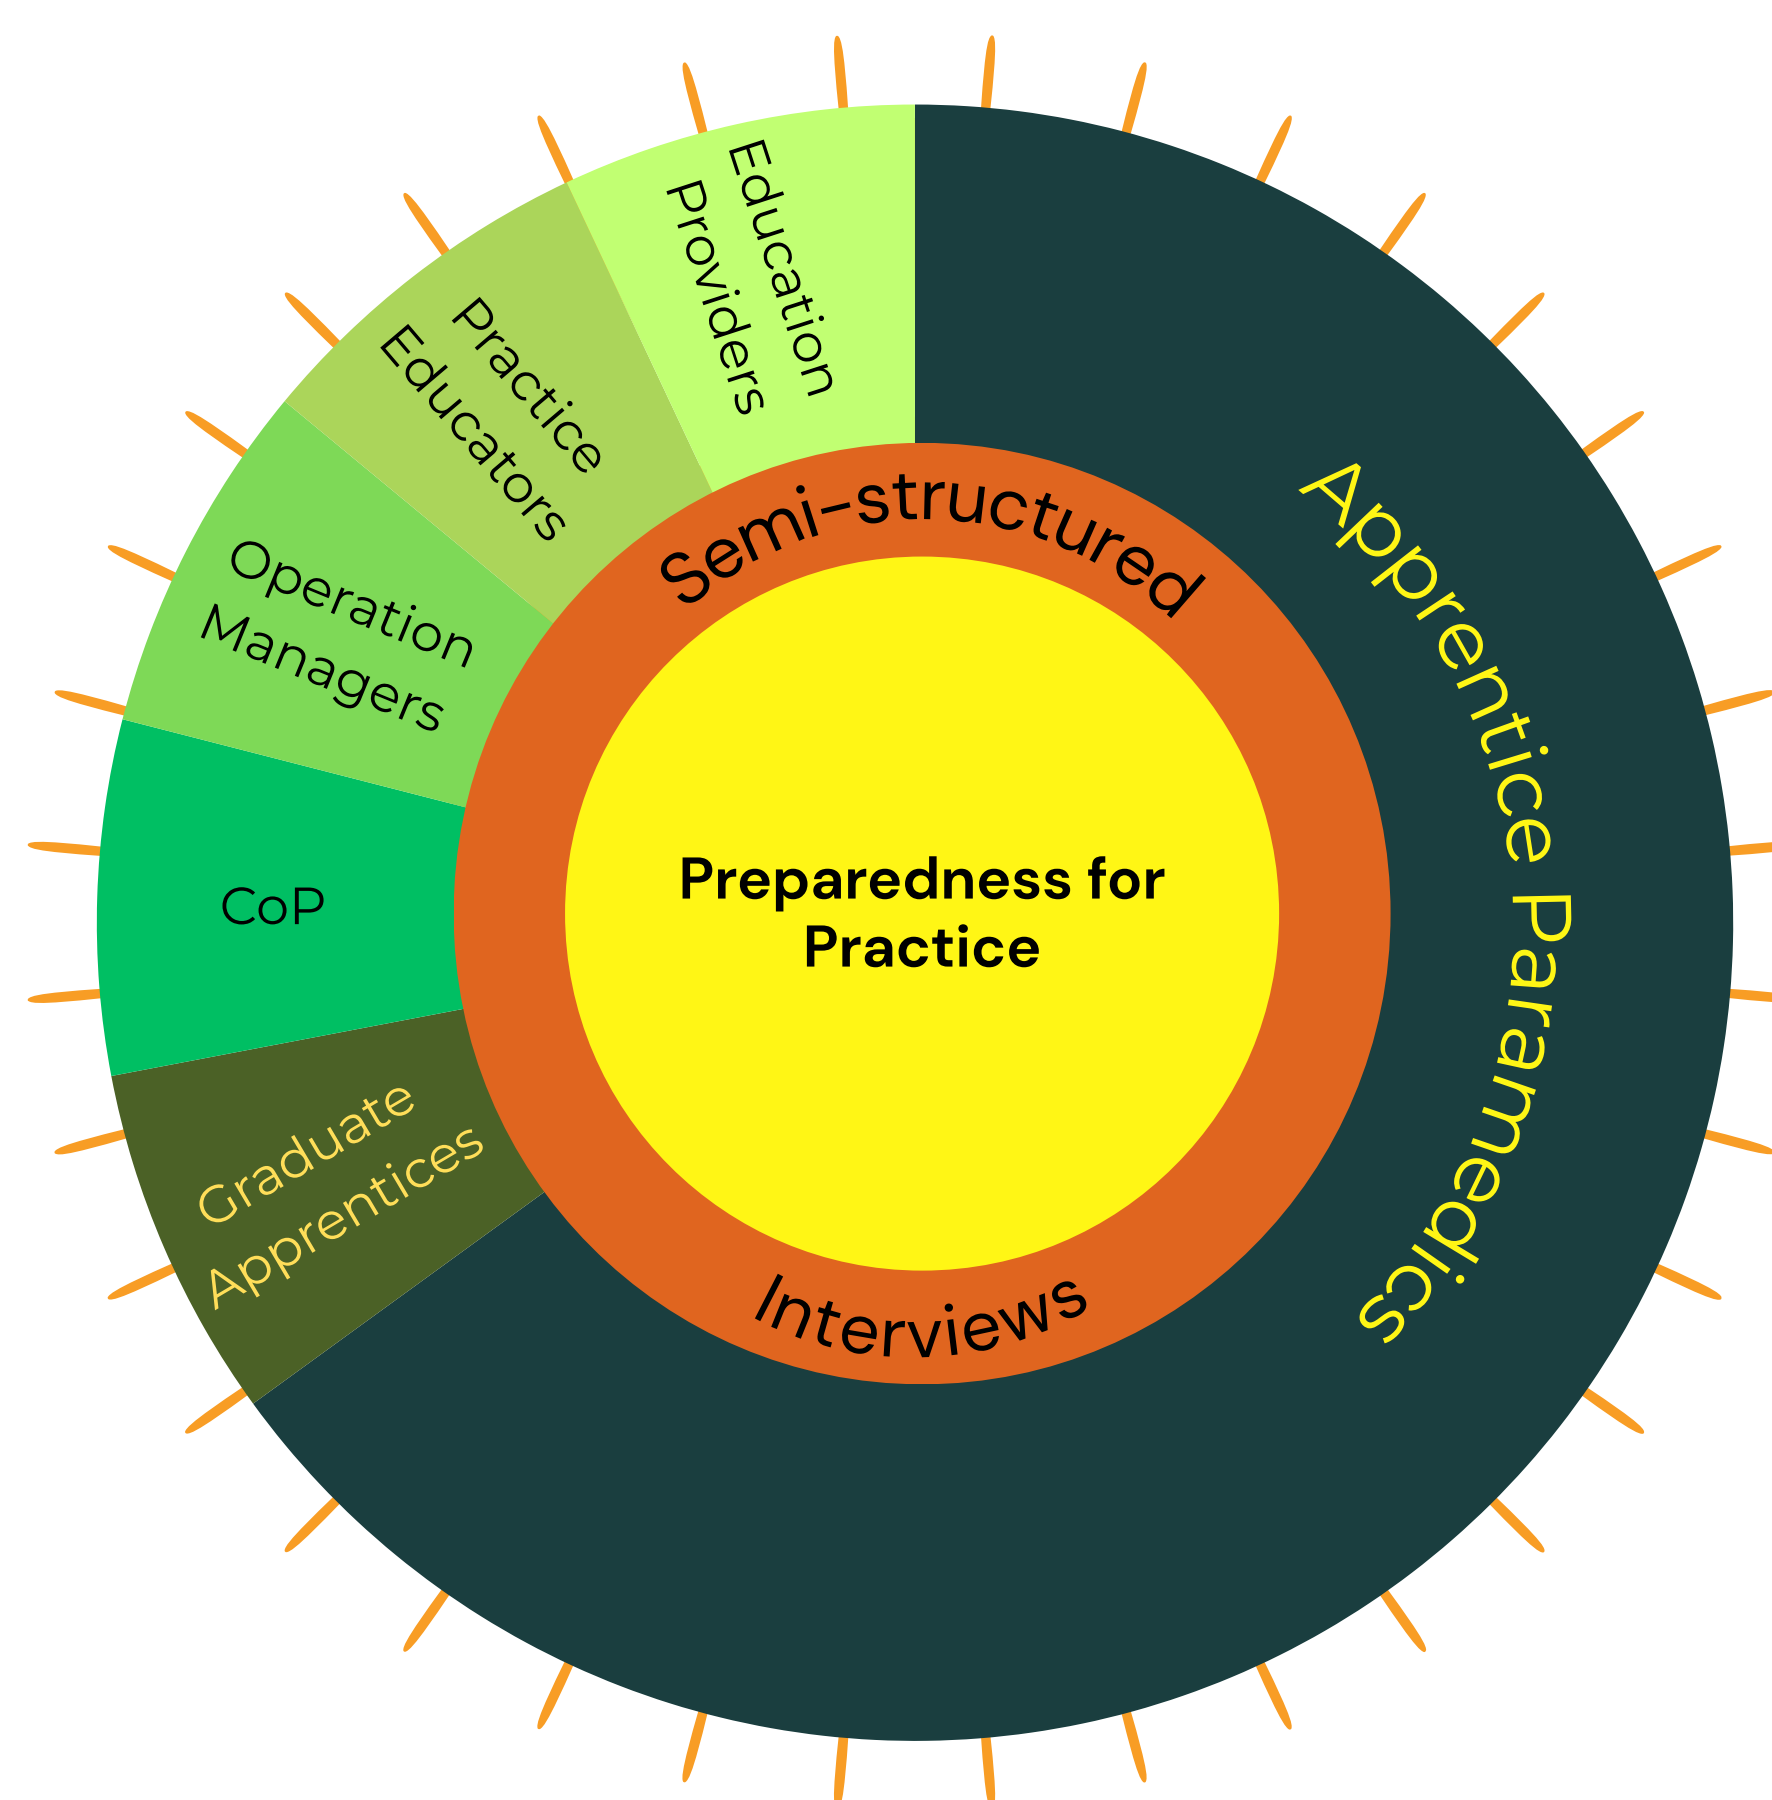 Education
Providers
Practice
Educators
Operation
Managers
CoP
Graduate
Apprentices
Apprentice Paramedics
Semi-structured
Interviews
Preparedness for
Practice